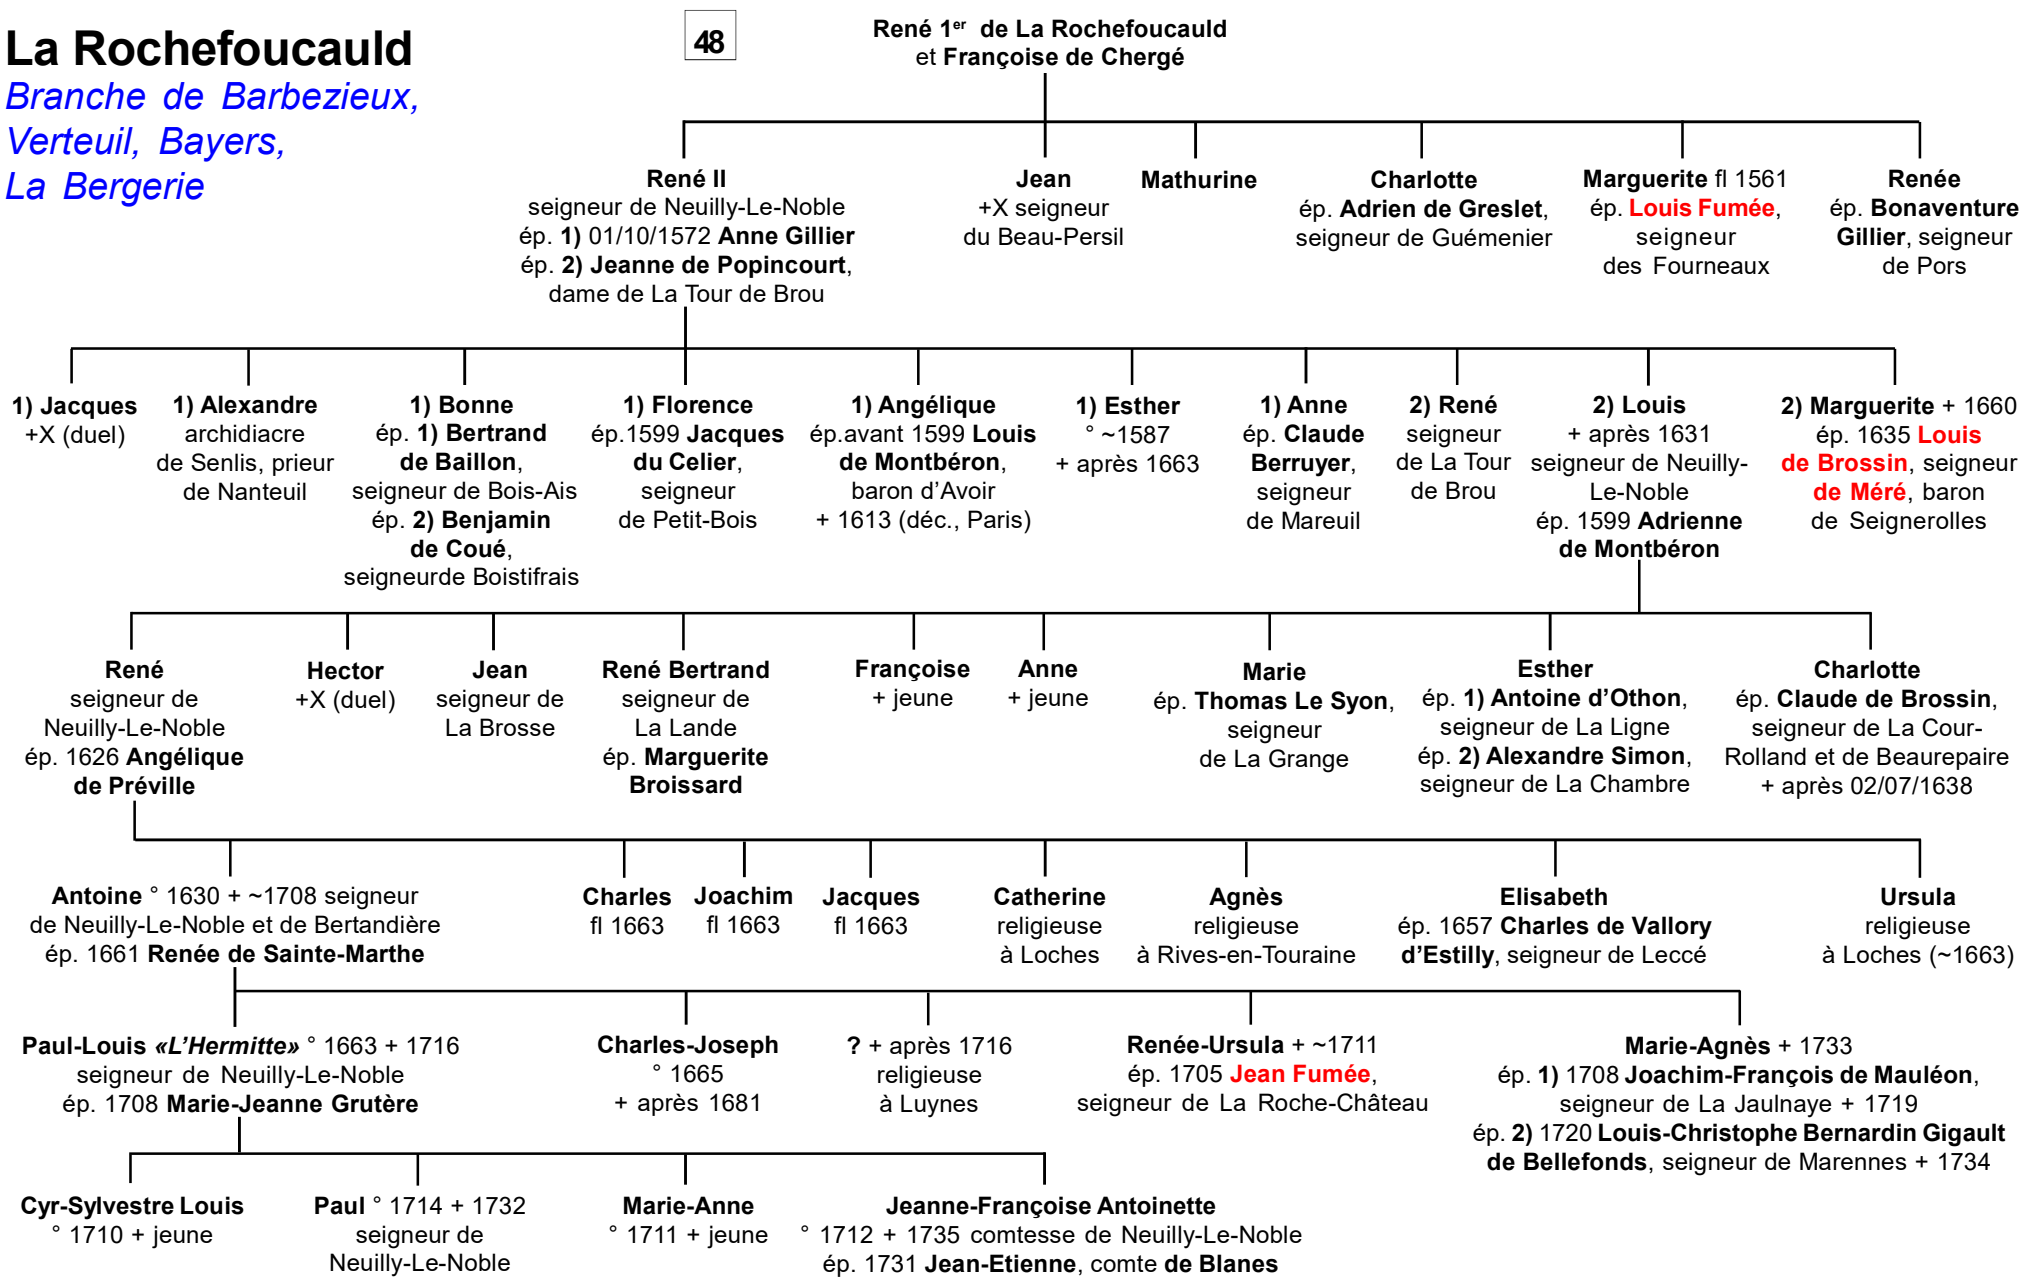 La Rochefoucauld
Branche de Barbezieux,
Verteuil, Bayers,
La Bergerie
48
René 1er de La Rochefoucauld
et Françoise de Chergé
René II
seigneur de Neuilly-Le-Noble
ép. 1) 01/10/1572 Anne Gillier
ép. 2) Jeanne de Popincourt,
dame de La Tour de Brou
Jean
+X seigneur
du Beau-Persil
Mathurine
Charlotte
ép. Adrien de Greslet,
seigneur de Guémenier
Marguerite fl 1561
ép. Louis Fumée,
seigneur
des Fourneaux
Renée
ép. Bonaventure
Gillier, seigneur
de Pors
1) Jacques
+X (duel)
1) Alexandre
archidiacre
de Senlis, prieur
de Nanteuil
1) Bonne
ép. 1) Bertrand
de Baillon,
seigneur de Bois-Ais
ép. 2) Benjamin
de Coué,
seigneurde Boistifrais
1) Florence
ép.1599 Jacques
du Celier,
seigneur
de Petit-Bois
1) Angélique
ép.avant 1599 Louis
de Montbéron,
baron d’Avoir
+ 1613 (déc., Paris)
1) Esther
° ~1587
+ après 1663
1) Anne
ép. Claude
Berruyer,
seigneur
de Mareuil
2) René
seigneur
de La Tour
de Brou
2) Louis
+ après 1631
seigneur de Neuilly-
Le-Noble
ép. 1599 Adrienne
de Montbéron
2) Marguerite + 1660
ép. 1635 Louis
de Brossin, seigneur
de Méré, baron
de Seignerolles
René
seigneur de
Neuilly-Le-Noble
ép. 1626 Angélique
de Préville
Hector
+X (duel)
Jean
seigneur de
La Brosse
René Bertrand
seigneur de
La Lande
ép. Marguerite
Broissard
Françoise
+ jeune
Anne
+ jeune
Marie
ép. Thomas Le Syon,
seigneur
de La Grange
Esther
ép. 1) Antoine d’Othon,
seigneur de La Ligne
ép. 2) Alexandre Simon,
seigneur de La Chambre
Charlotte
ép. Claude de Brossin,
seigneur de La Cour-
Rolland et de Beaurepaire
+ après 02/07/1638
Antoine ° 1630 + ~1708 seigneur
de Neuilly-Le-Noble et de Bertandière
ép. 1661 Renée de Sainte-Marthe
Charles
fl 1663
Joachim
fl 1663
Jacques
fl 1663
Catherine
religieuse
à Loches
Agnès
religieuse
à Rives-en-Touraine
Elisabeth
ép. 1657 Charles de Vallory
d’Estilly, seigneur de Leccé
Ursula
religieuse
à Loches (~1663)
Paul-Louis «L’Hermitte» ° 1663 + 1716
seigneur de Neuilly-Le-Noble
ép. 1708 Marie-Jeanne Grutère
Charles-Joseph
° 1665
+ après 1681
? + après 1716
religieuse
à Luynes
Renée-Ursula + ~1711
ép. 1705 Jean Fumée,
seigneur de La Roche-Château
Marie-Agnès + 1733
ép. 1) 1708 Joachim-François de Mauléon,
seigneur de La Jaulnaye + 1719
ép. 2) 1720 Louis-Christophe Bernardin Gigault
de Bellefonds, seigneur de Marennes + 1734
Cyr-Sylvestre Louis
° 1710 + jeune
Paul ° 1714 + 1732
seigneur de
Neuilly-Le-Noble
Marie-Anne
° 1711 + jeune
Jeanne-Françoise Antoinette
° 1712 + 1735 comtesse de Neuilly-Le-Noble
ép. 1731 Jean-Etienne, comte de Blanes